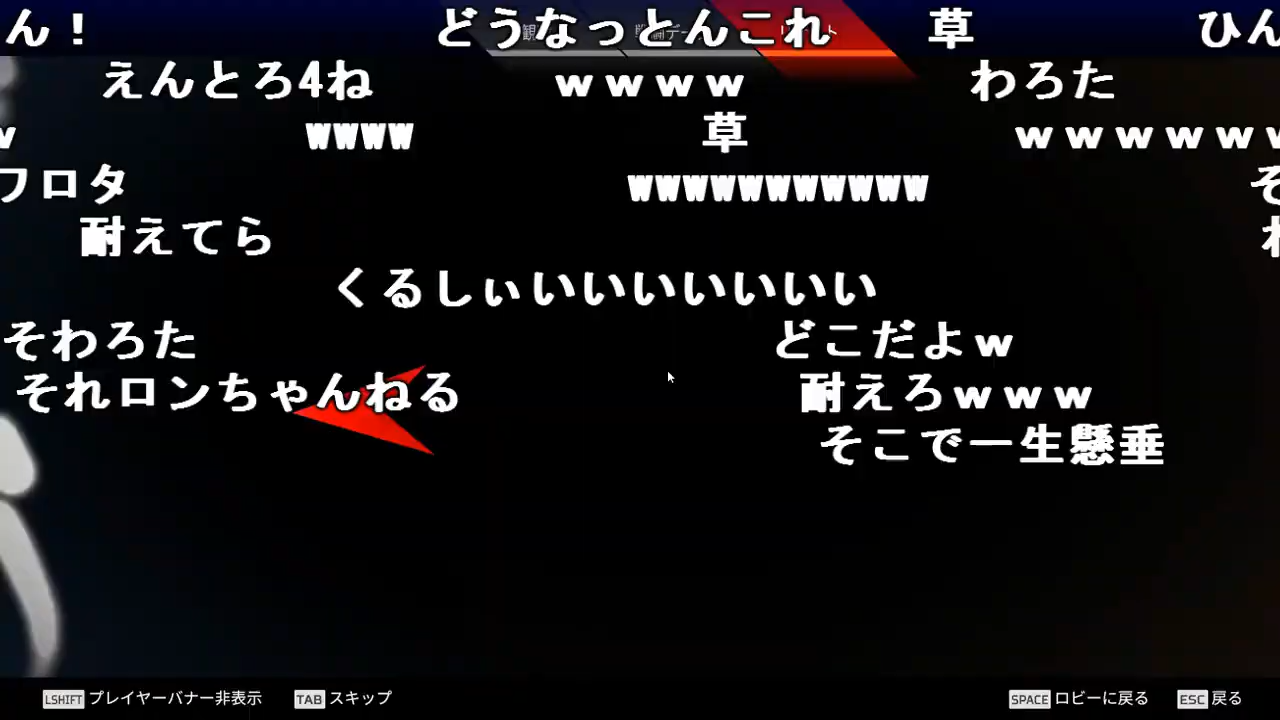 ん！ どうなっとんこれ 草 ひん
えんとろ4ね ｗｗｗｗ わろた
w wwww 草 ｗｗｗｗｗｗ
フロタ wwwwwwwwwww そ
耐えてら
くるしぃいいいいいいい
そわろた どこだよｗ
それロンちゃんねる 耐えろｗｗｗ
そこで一生懸垂
LSHIFT プレイヤーバナー非表示 TAB スキップ SPACE ロビーに戻る ESC 戻る